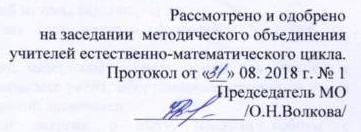 Рассмотрено и одобрено
на заседании методического объединения
учителей естественно-математического цикла.
Протокол от «31» 08. 2018 г. № 1
Председатель МО
/О.Н.Волкова/